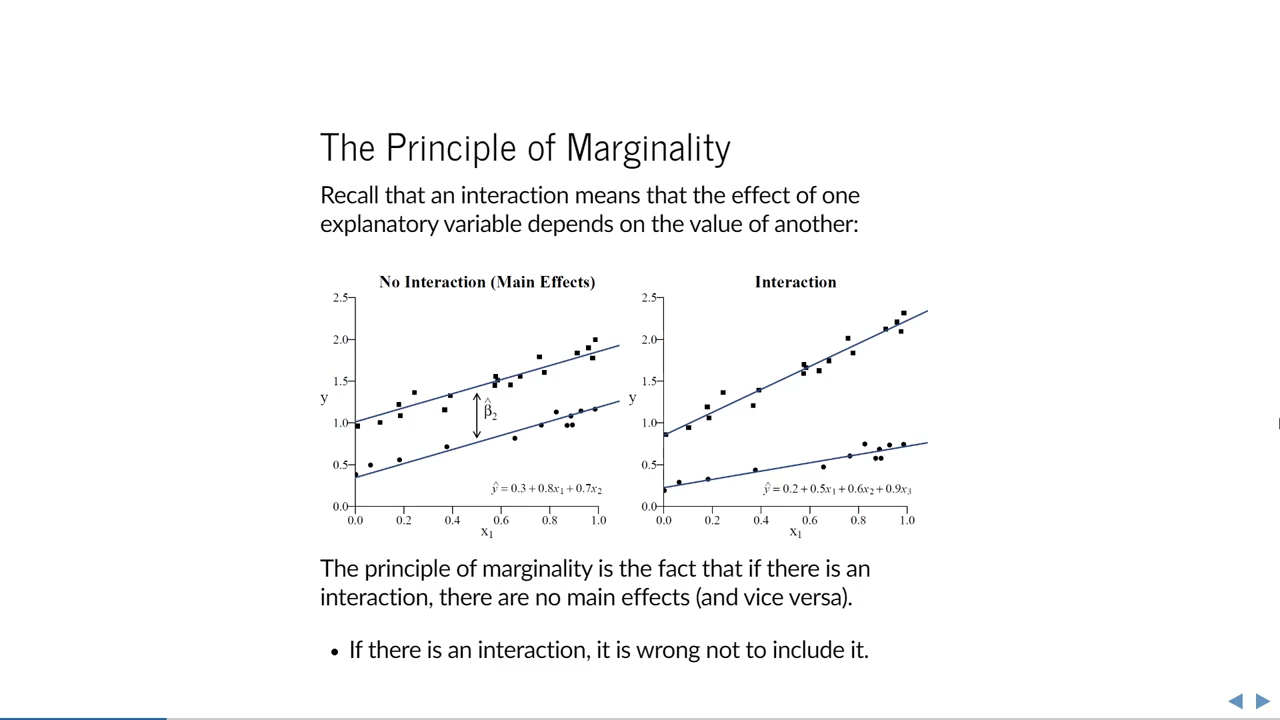 The Principle of Marginality
Recall that an interaction means that the effect of one
explanatory variable depends on the value of another:
No Interaction (Main Effects)
2.5
2.0
1.5
1.0
0.5
0.0
y
β̂₂
ŷ = 0.3 + 0.8x₁ + 0.7x₂
0.0 0.2 0.4 0.6 0.8 1.0
x₁
Interaction
2.5
2.0
1.5
1.0
0.5
0.0
y
ŷ = 0.2 + 0.5x₁ + 0.6x₂ + 0.9x₃
0.0 0.2 0.4 0.6 0.8 1.0
x₁
The principle of marginality is the fact that if there is an
interaction, there are no main effects (and vice versa).
• If there is an interaction, it is wrong not to include it.